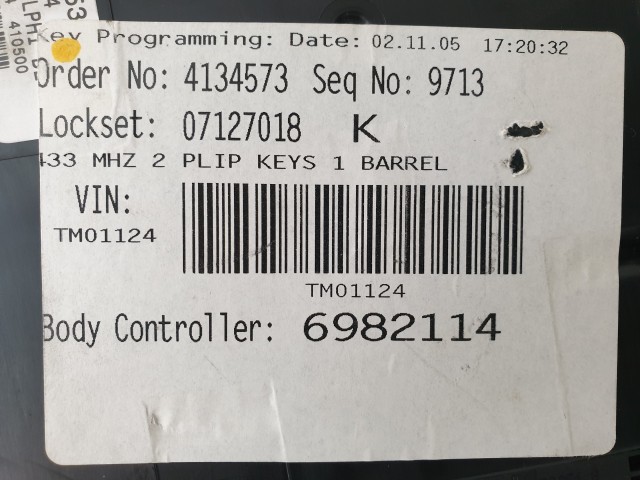 Key Programming: Date: 02.11.05 17:20:32
Order No: 4134573 Seq No: 9713
Lockset: 07127018 K
433 MHZ 2 PLIP KEYS 1 BARREL
VIN:
TM01124
TM01124
Body Controller: 6982114
410500